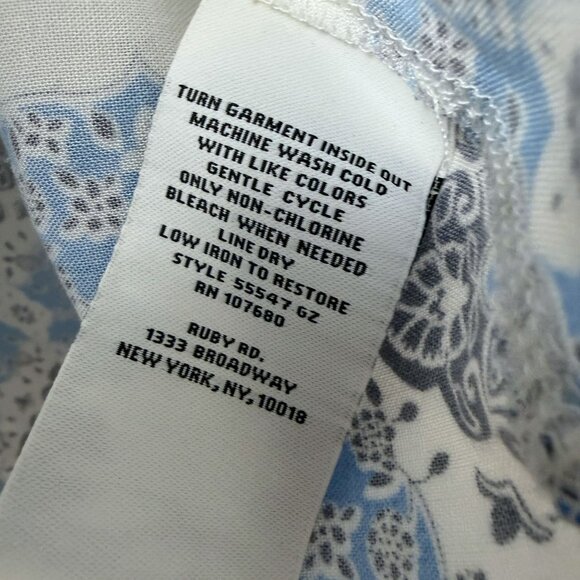 TURN GARMENT INSIDE OUT
MACHINE WASH COLD
WITH LIKE COLORS
GENTLE CYCLE
ONLY NON-CHLORINE
BLEACH WHEN NEEDED
LINE DRY
LOW IRON TO RESTORE
STYLE 55547 GZ
RN 107680
RUBY RD.
1333 BROADWAY
NEW YORK, NY, 10018